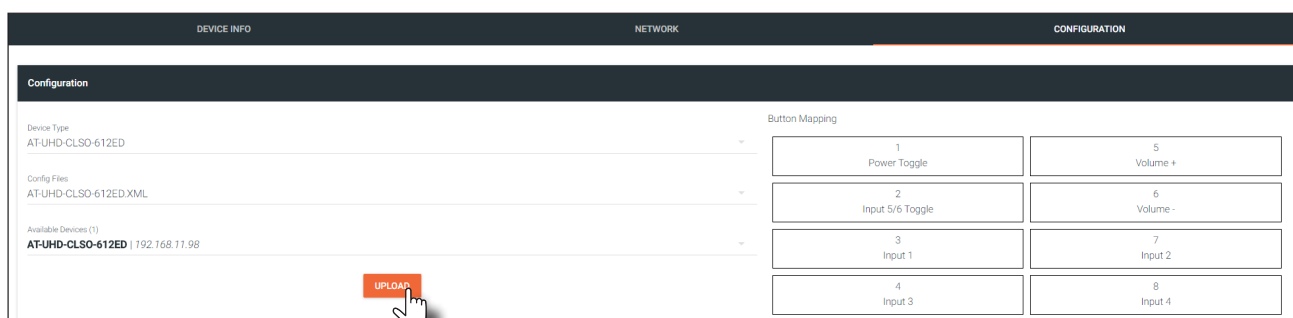 DEVICE INFO
NETWORK
CONFIGURATION
Configuration
Device Type
AT-UHD-CLSO-612ED
Config Files
AT-UHD-CLSO-612ED.XML
Available Devices (1)
AT-UHD-CLSO-612ED | 192.168.11.98
UPLOAD
Button Mapping
1
Power Toggle
5
Volume +
2
Input 5/6 Toggle
6
Volume -
3
Input 1
7
Input 2
4
Input 3
8
Input 4